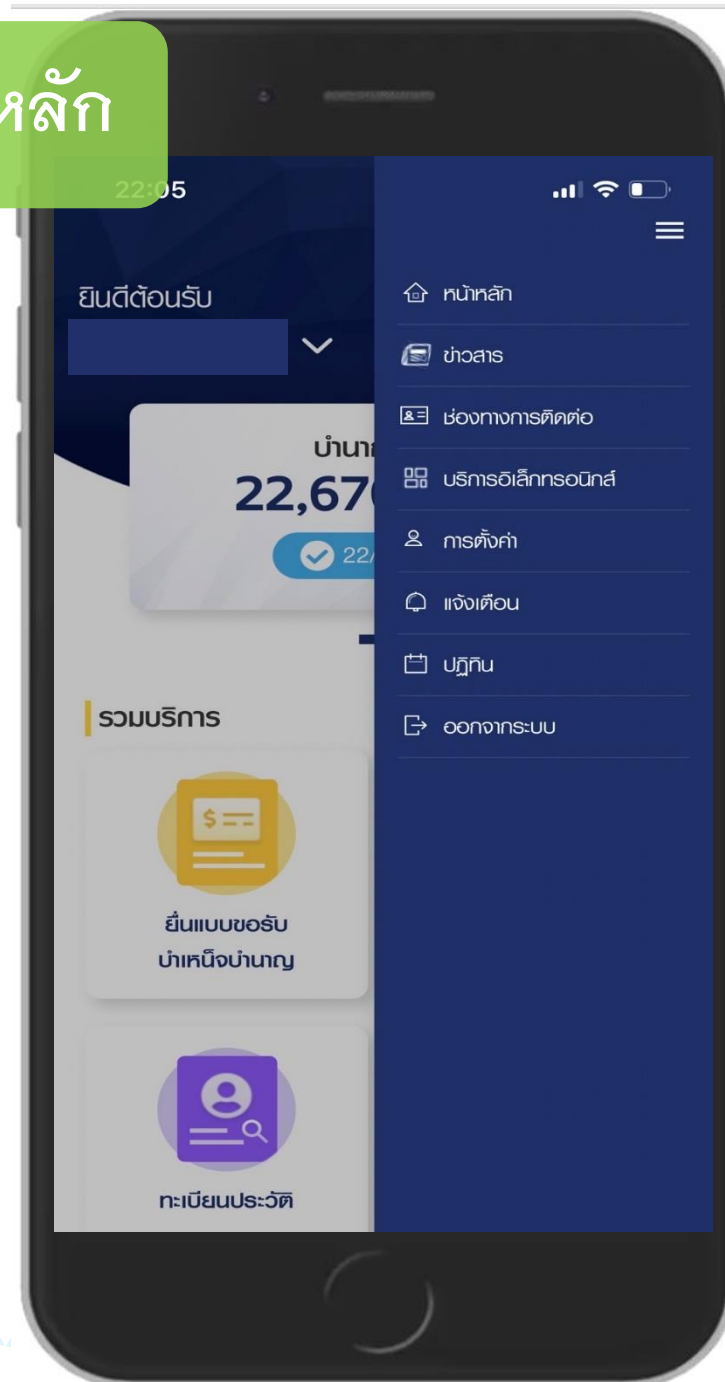 หลัก
22:05
ยินดีต้อนรับ
22,67
22/
รวมบริการ
ยื่นแบบขอรับ
บำเหน็จบำนาญ
ทะเบียนประวัติ
หน้าหลัก
ข่าวสาร
ช่องทางการติดต่อ
บริการอิเล็กทรอนิกส์
การตั้งค่า
แจ้งเตือน
ปฏิทิน
ออกจากระบบ